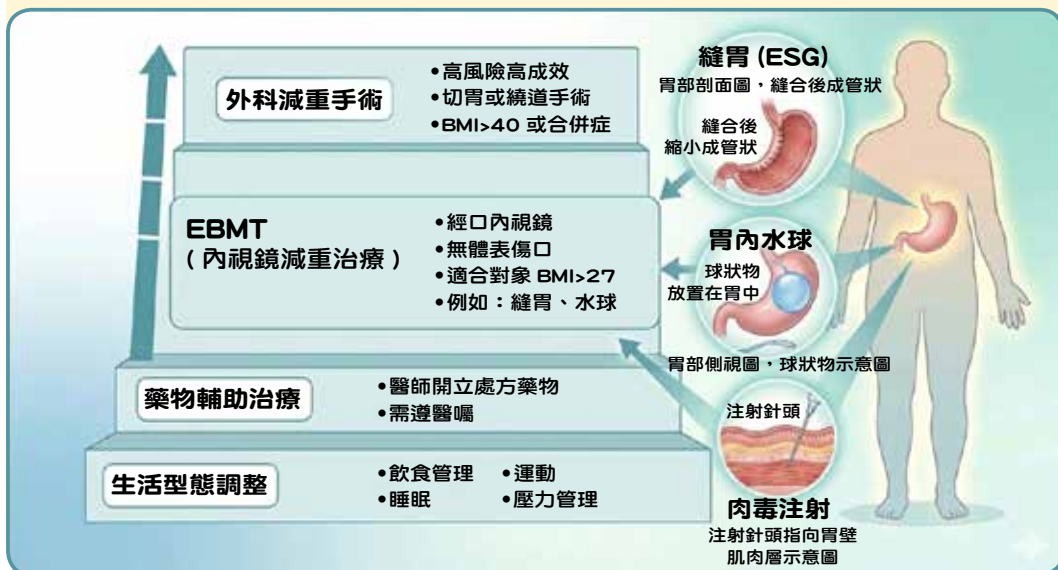 外科減重手術
•高風險高成效
•切胃或繞道手術
•BMI>40 或合併症
EBMT
(內視鏡減重治療)
•經口內視鏡
•無體表傷口
•適合對象 BMI>27
•例如：縫胃、水球
藥物輔助治療
•醫師開立處方藥物
•需遵醫囑
生活型態調整
•飲食管理 •運動
•睡眠 •壓力管理
縫胃 (ESG)
胃部剖面圖，縫合後成管狀
縫合後
縮小成管狀
胃內水球
球狀物
放置在胃中
胃部側視圖，球狀物示意圖
注射針頭
肉毒注射
注射針頭指向胃壁
肌肉層示意圖